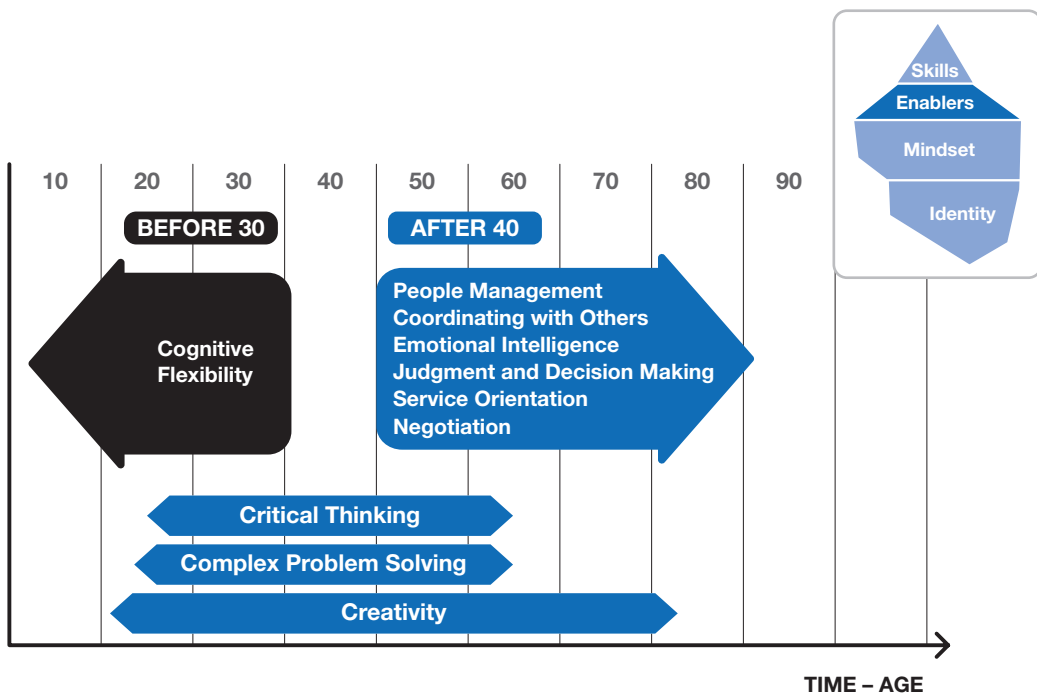 Skills
Enablers
Mindset
Identity
10 20 30 40 50 60 70 80 90
BEFORE 30
AFTER 40
Cognitive
Flexibility
People Management
Coordinating with Others
Emotional Intelligence
Judgment and Decision Making
Service Orientation
Negotiation
Critical Thinking
Complex Problem Solving
Creativity
TIME – AGE